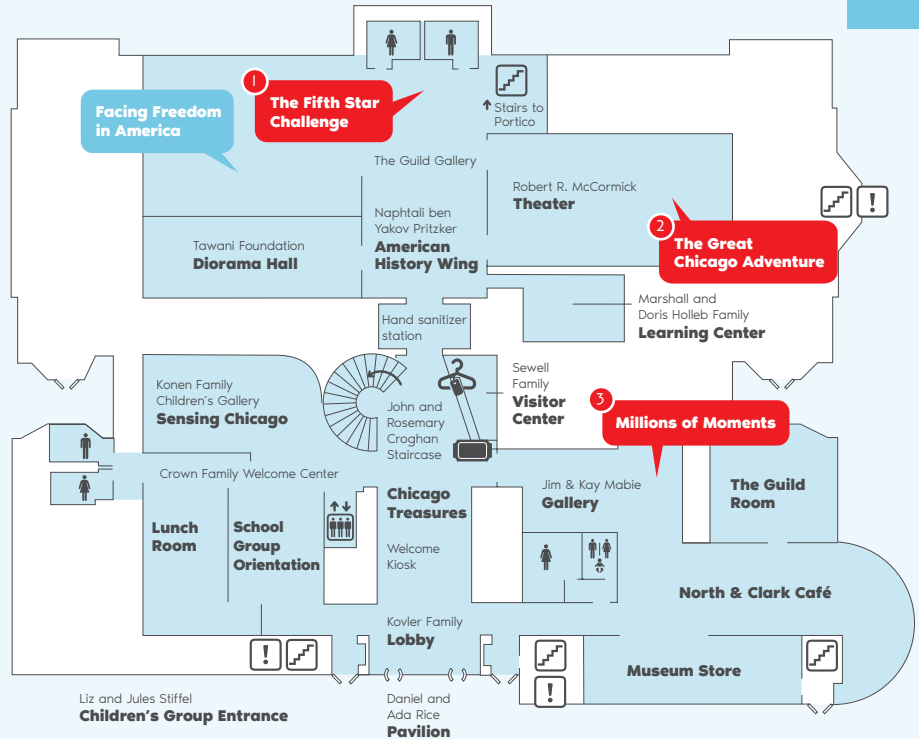 1
The Fifth Star
Challenge
Facing Freedom
in America
↑ Stairs to
Portico
The Guild Gallery
Robert R. McCormick
Theater
Naphtali ben
Yakov Pritzker
American
History Wing
Tawani Foundation
Diorama Hall
2
The Great
Chicago Adventure
Marshall and
Doris Holleb Family
Learning Center
Hand sanitizer
station
Konen Family
Children's Gallery
Sensing Chicago
John and
Rosemary
Croghan
Staircase
Sewell
Family
Visitor
Center
3
Millions of Moments
Crown Family Welcome Center
Jim & Kay Mabie
Gallery
The Guild
Room
Lunch
Room
School
Group
Orientation
Chicago
Treasures
Welcome
Kiosk
North & Clark Café
Kovler Family
Lobby
Museum Store
Liz and Jules Stiffel
Children's Group Entrance
Daniel and
Ada Rice
Pavilion
!
!
!